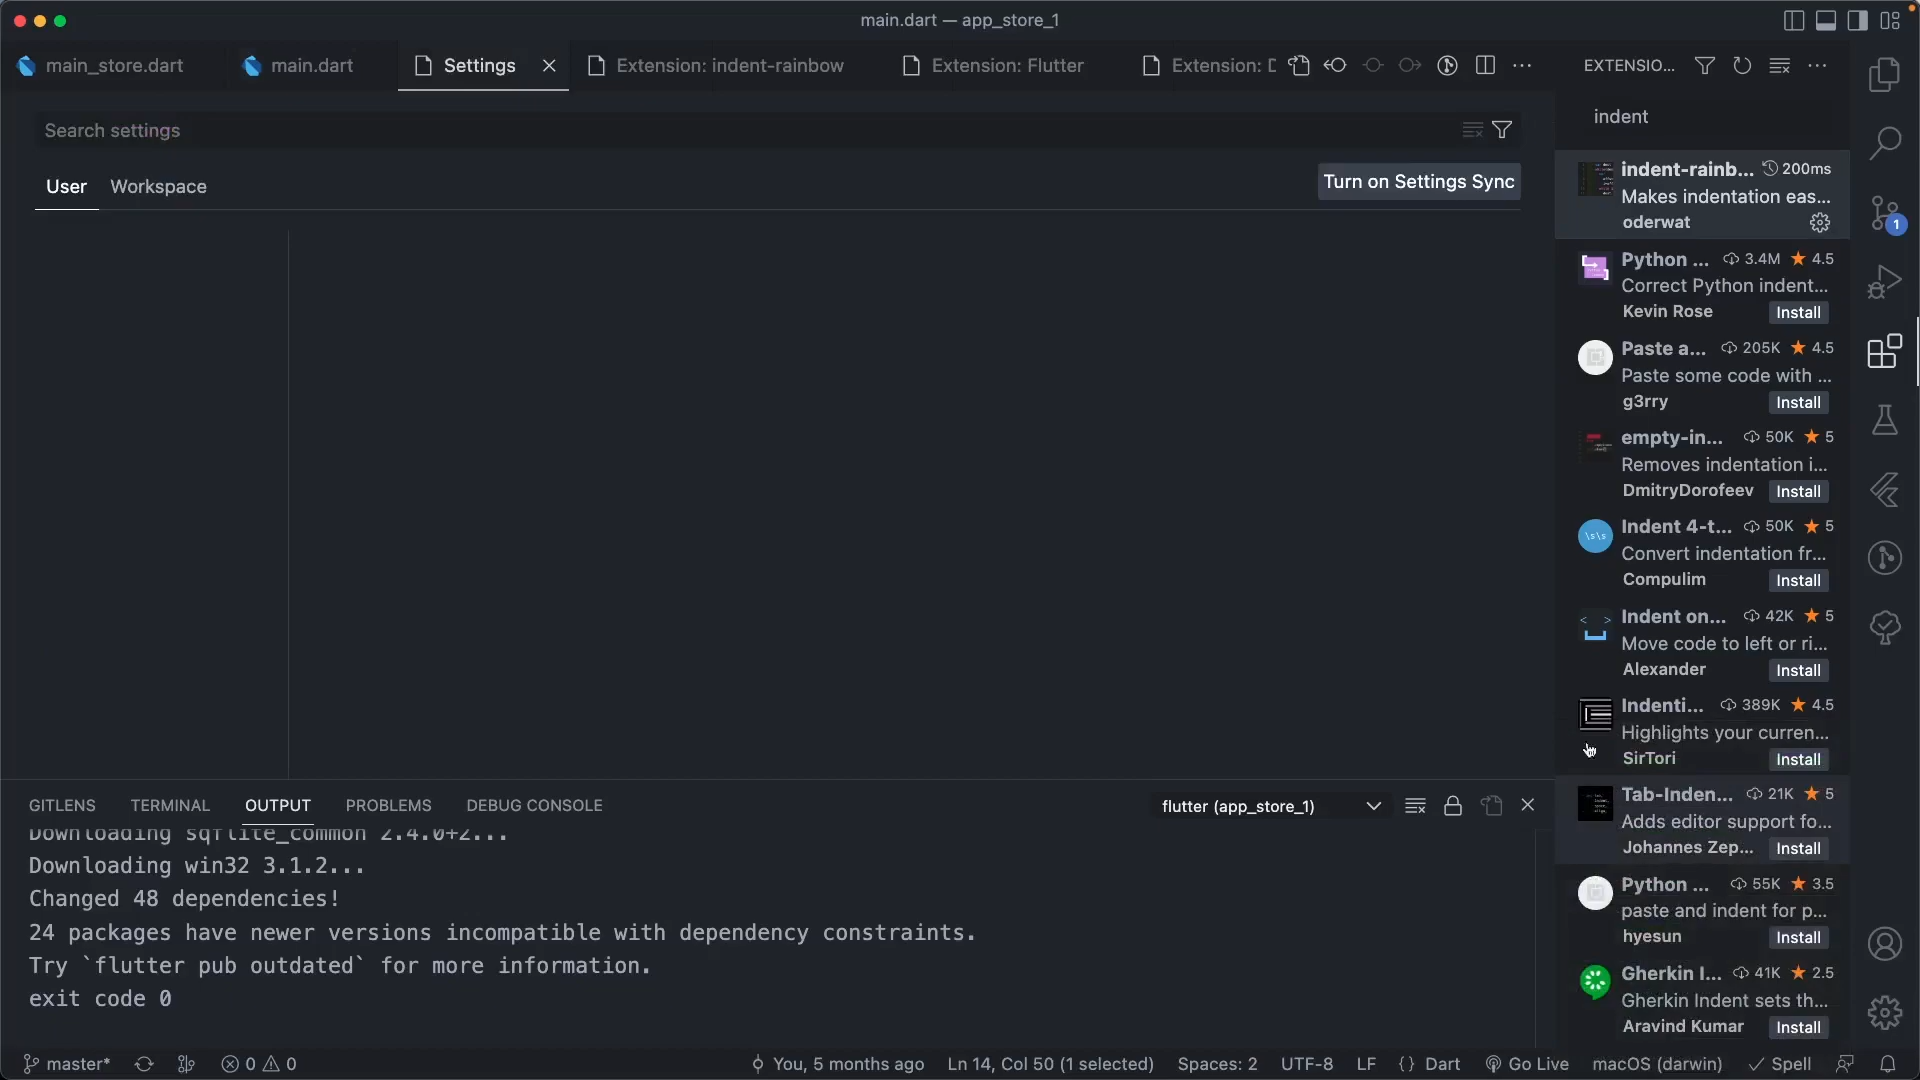 main.dart — app_store_1
main_store.dart
main.dart
Settings
Extension: indent-rainbow
Extension: Flutter
Extension: D
EXTENSIO...
Search settings
User
Workspace
Turn on Settings Sync
indent
indent-rainb... 200ms
Makes indentation eas...
oderwat
Python ... 3.4M 4.5
Correct Python indent...
Kevin Rose Install
Paste a... 205K 4.5
Paste some code with ...
g3rry Install
empty-in... 50K 5
Removes indentation i...
DmitryDorofeev Install
\s\s
Indent 4-t... 50K 5
Convert indentation fr...
Compulim Install
Indent on... 42K 5
Move code to left or ri...
Alexander Install
Indenti... 389K 4.5
Highlights your curren...
SirTori Install
Tab-Inden... 21K 5
Adds editor support fo...
Johannes Zep... Install
Python ... 55K 3.5
paste and indent for p...
hyesun Install
Gherkin I... 41K 2.5
Gherkin Indent sets th...
Aravind Kumar Install
1
GITLENS TERMINAL OUTPUT PROBLEMS DEBUG CONSOLE
flutter (app_store_1)
Downloading sqflite_common 2.4.0+2...
Downloading win32 3.1.2...
Changed 48 dependencies!
24 packages have newer versions incompatible with dependency constraints.
Try `flutter pub outdated` for more information.
exit code 0
master* 0 0 You, 5 months ago Ln 14, Col 50 (1 selected) Spaces: 2 UTF-8 LF {} Dart Go Live macOS (darwin) Spell